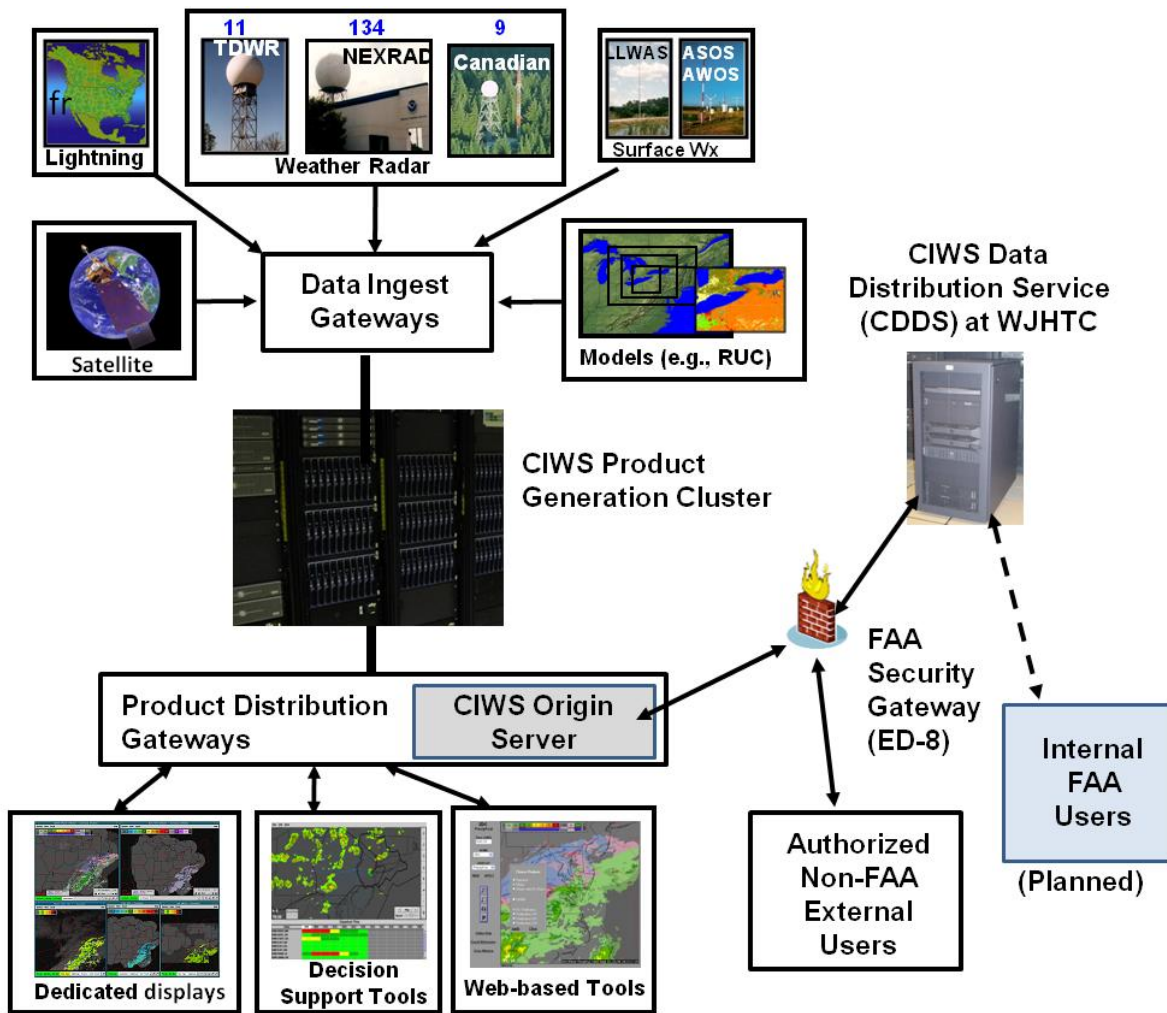 11
134
9
TDWR
NEXRAD
Canadian
LLWAS
ASOS
AWOS
fr
Lightning
Weather Radar
Surface Wx
Data Ingest
Gateways
Satellite
Models (e.g., RUC)
CIWS Data
Distribution Service
(CDDS) at WJHTC
CIWS Product
Generation Cluster
FAA
Security
Gateway
(ED-8)
Product Distribution
Gateways
CIWS Origin
Server
Internal
FAA
Users
(Planned)
Authorized
Non-FAA
External
Users
Dedicated displays
Decision
Support Tools
Web-based Tools